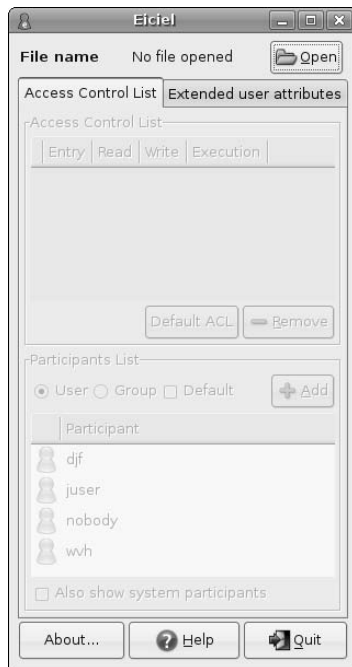 Eiciel
File name No file opened Open
Access Control List Extended user attributes
Access Control List
Entry Read Write Execution
Default ACL Remove
Participants List
User Group Default Add
Participant
djf
juser
nobody
wvh
Also show system participants
About... Help Quit